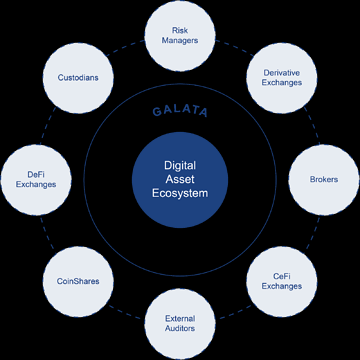 Risk
Managers
Custodians
Derivative
Exchanges
GALATA
Digital
Asset
Ecosystem
DeFi
Exchanges
Brokers
CoinShares
CeFi
Exchanges
External
Auditors